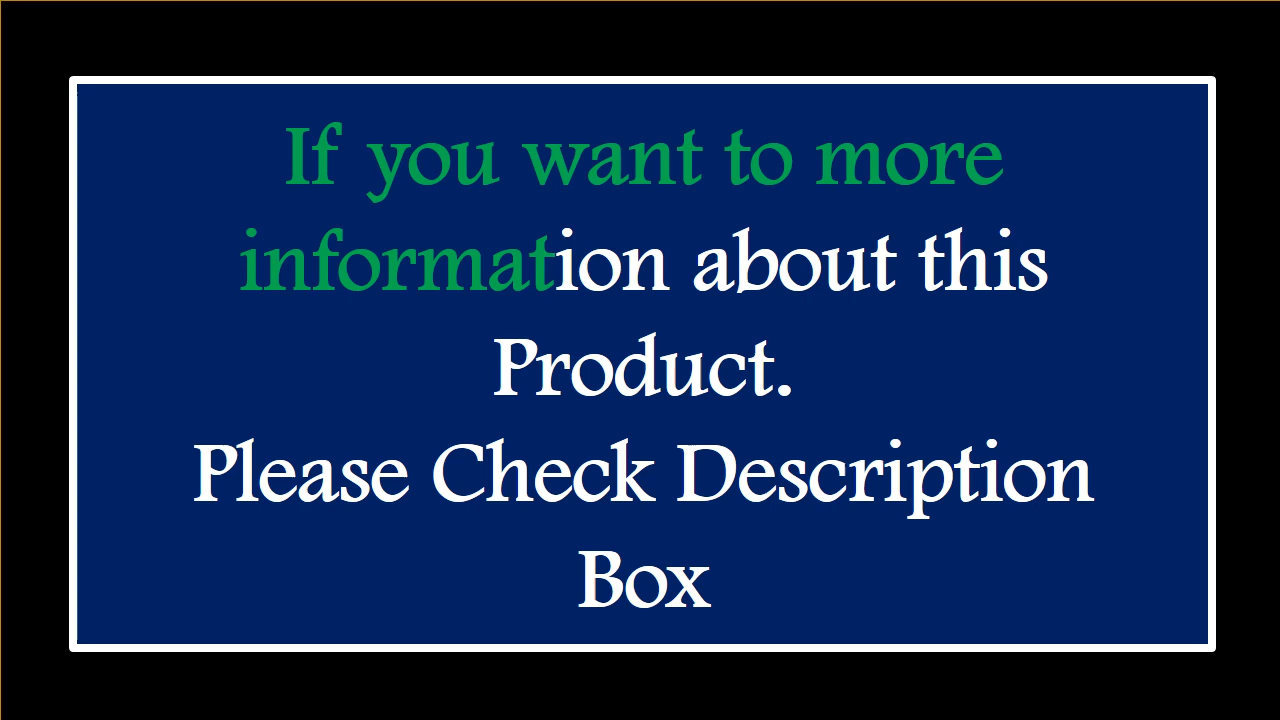 If you want to more
information about this
Product.
Please Check Description
Box